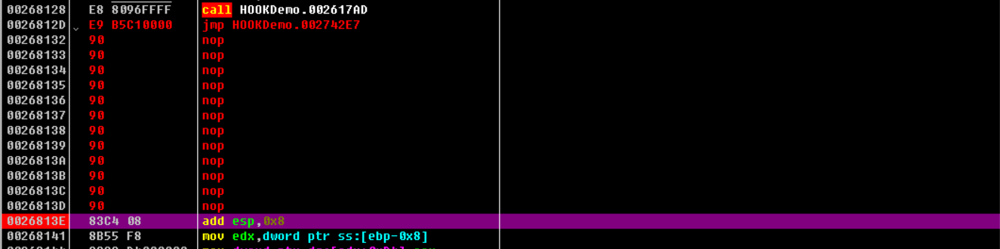 00268128 E8 8096FFFF call HOOKDemo.002617AD
0026812D E9 B5C10000 jmp HOOKDemo.002742E7
00268132 90 nop
00268133 90 nop
00268134 90 nop
00268135 90 nop
00268136 90 nop
00268137 90 nop
00268138 90 nop
00268139 90 nop
0026813A 90 nop
0026813B 90 nop
0026813C 90 nop
0026813D 90 nop
0026813E 83C4 08 add esp,0x8
00268141 8B55 F8 mov edx,dword ptr ss:[ebp-0x8]